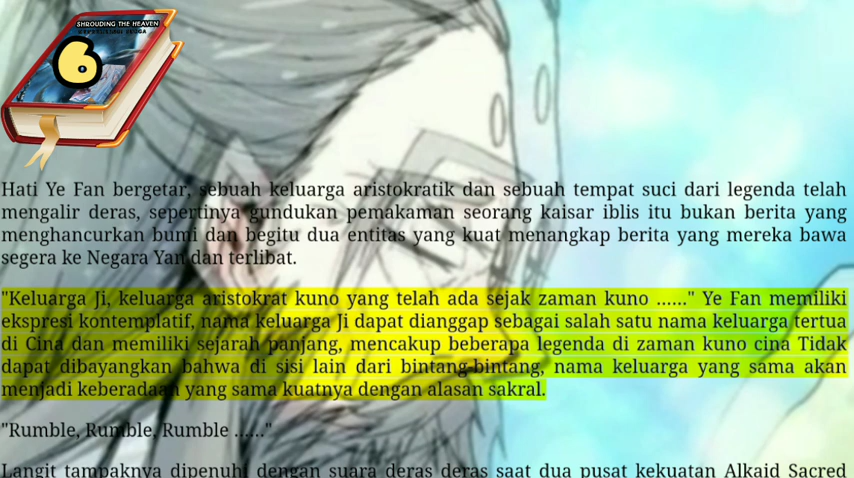 SHROUDING THE HEAVEN
6
Hati Ye Fan bergetar, sebuah keluarga aristokratik dan sebuah tempat suci dari legenda telah
mengalir deras, sepertinya gundukan pemakaman seorang kaisar iblis itu bukan berita yang
menghancurkan bumi dan begitu dua entitas yang kuat menangkap berita yang mereka bawa
segera ke Negara Yan dan terlibat.
"Keluarga Ji, keluarga aristokrat kuno yang telah ada sejak zaman kuno ......" Ye Fan memiliki
ekspresi kontemplatif, nama keluarga Ji dapat dianggap sebagai salah satu nama keluarga tertua
di Cina dan memiliki sejarah panjang, mencakup beberapa legenda di zaman kuno cina Tidak
dapat dibayangkan bahwa di sisi lain dari bintang-bintang, nama keluarga yang sama akan
menjadi keberadaan yang sama kuatnya dengan alasan sakral.
"Rumble, Rumble, Rumble ......"
Langit tampaknya dipenuhi dengan suara deras deras saat dua pusat kekuatan Alkaid Sacred